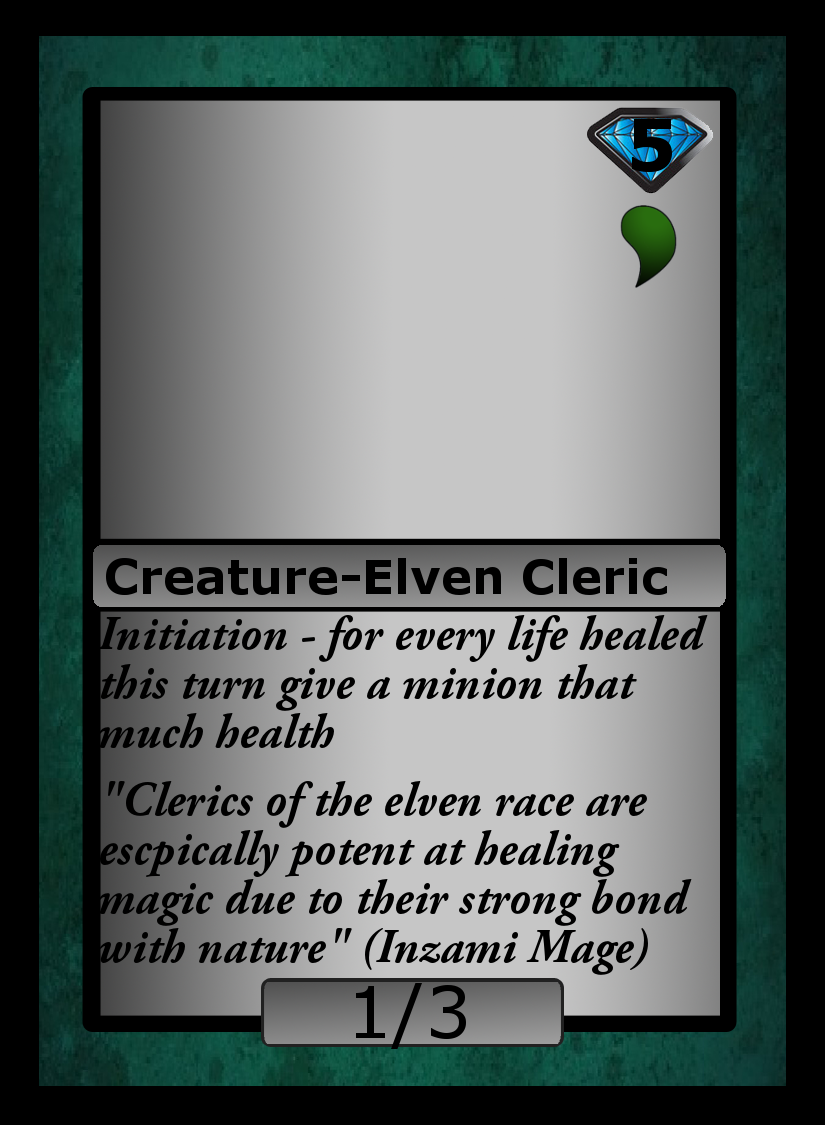 5
Creature-Elven Cleric
Initiation - for every life healed
this turn give a minion that
much health
"Clerics of the elven race are
escpically potent at healing
magic due to their strong bond
with nature" (Inzami Mage)
1/3